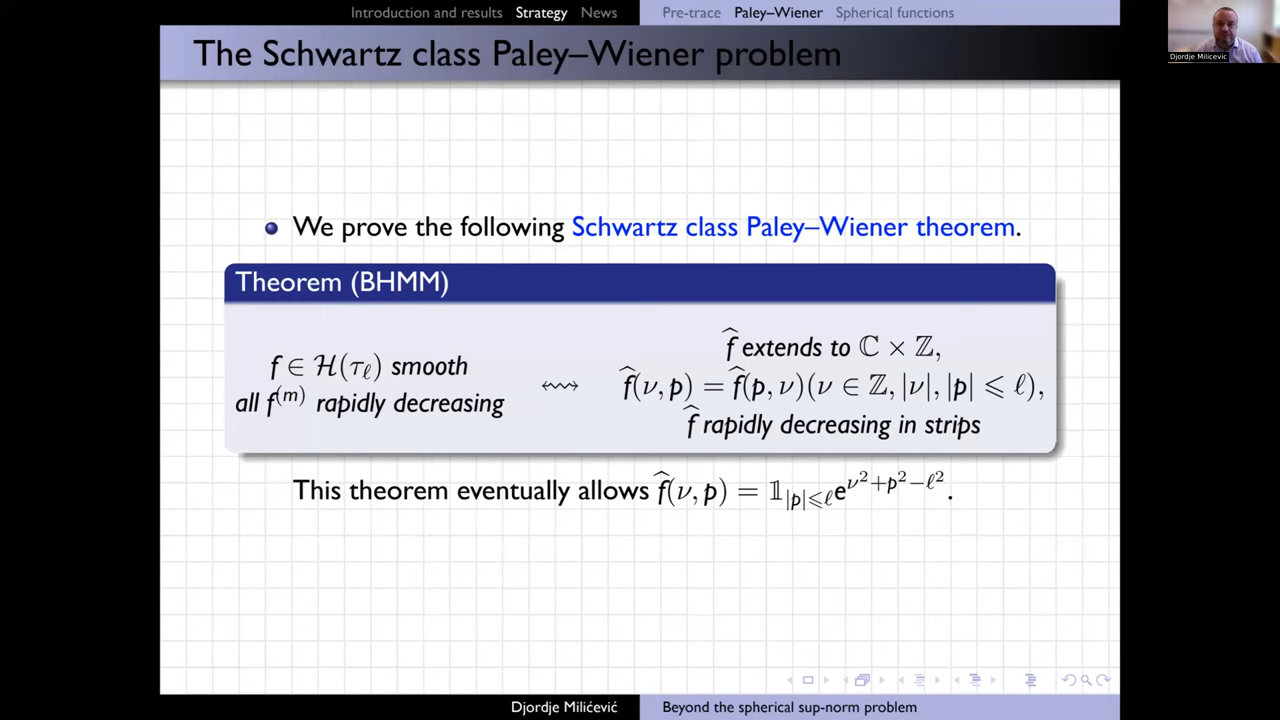 Introduction and results Strategy News Pre-trace Paley–Wiener Spherical functions
Djordje Milicevic
The Schwartz class Paley–Wiener problem
We prove the following Schwartz class Paley–Wiener theorem.
Theorem (BHMM)
f ∈ ℋ(τ_ℓ) smooth
all f^{(m)} rapidly decreasing
↭
f̂ extends to ℂ × ℤ,
f̂(ν, p) = f̂(p, ν)(ν ∈ ℤ, |ν|, |p| ⩽ ℓ),
f̂ rapidly decreasing in strips
This theorem eventually allows f̂(ν, p) = 𝟙_{|p|⩽ℓ}e^{ν²+p²−ℓ²}.
Djordje Milićević Beyond the spherical sup-norm problem